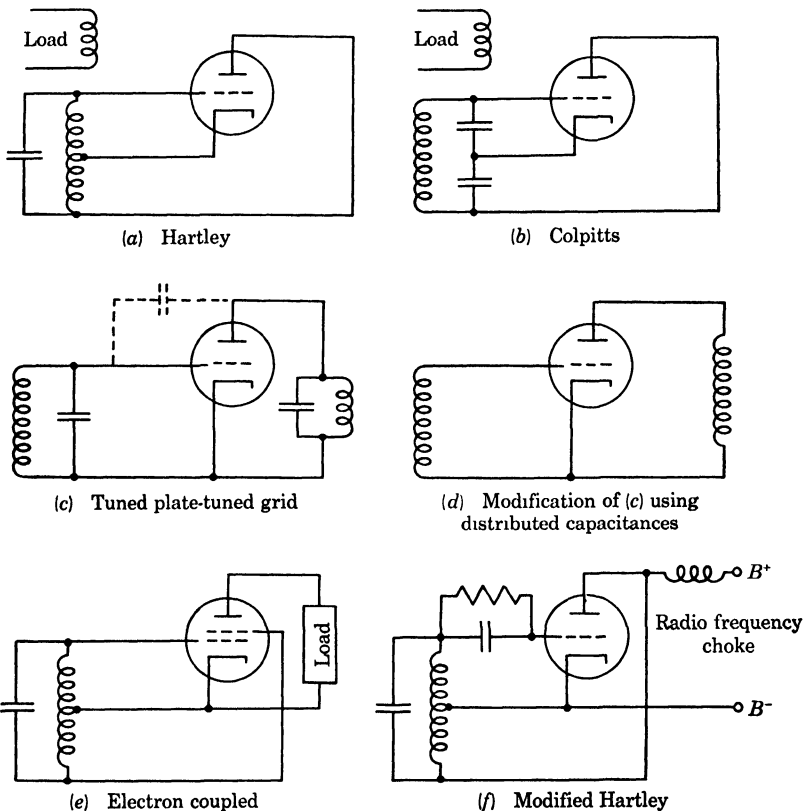 Load
Load
(a) Hartley
(b) Colpitts
(c) Tuned plate-tuned grid
(d) Modification of (c) using
distributed capacitances
Load
B+
Radio frequency
choke
B−
(e) Electron coupled
(f) Modified Hartley